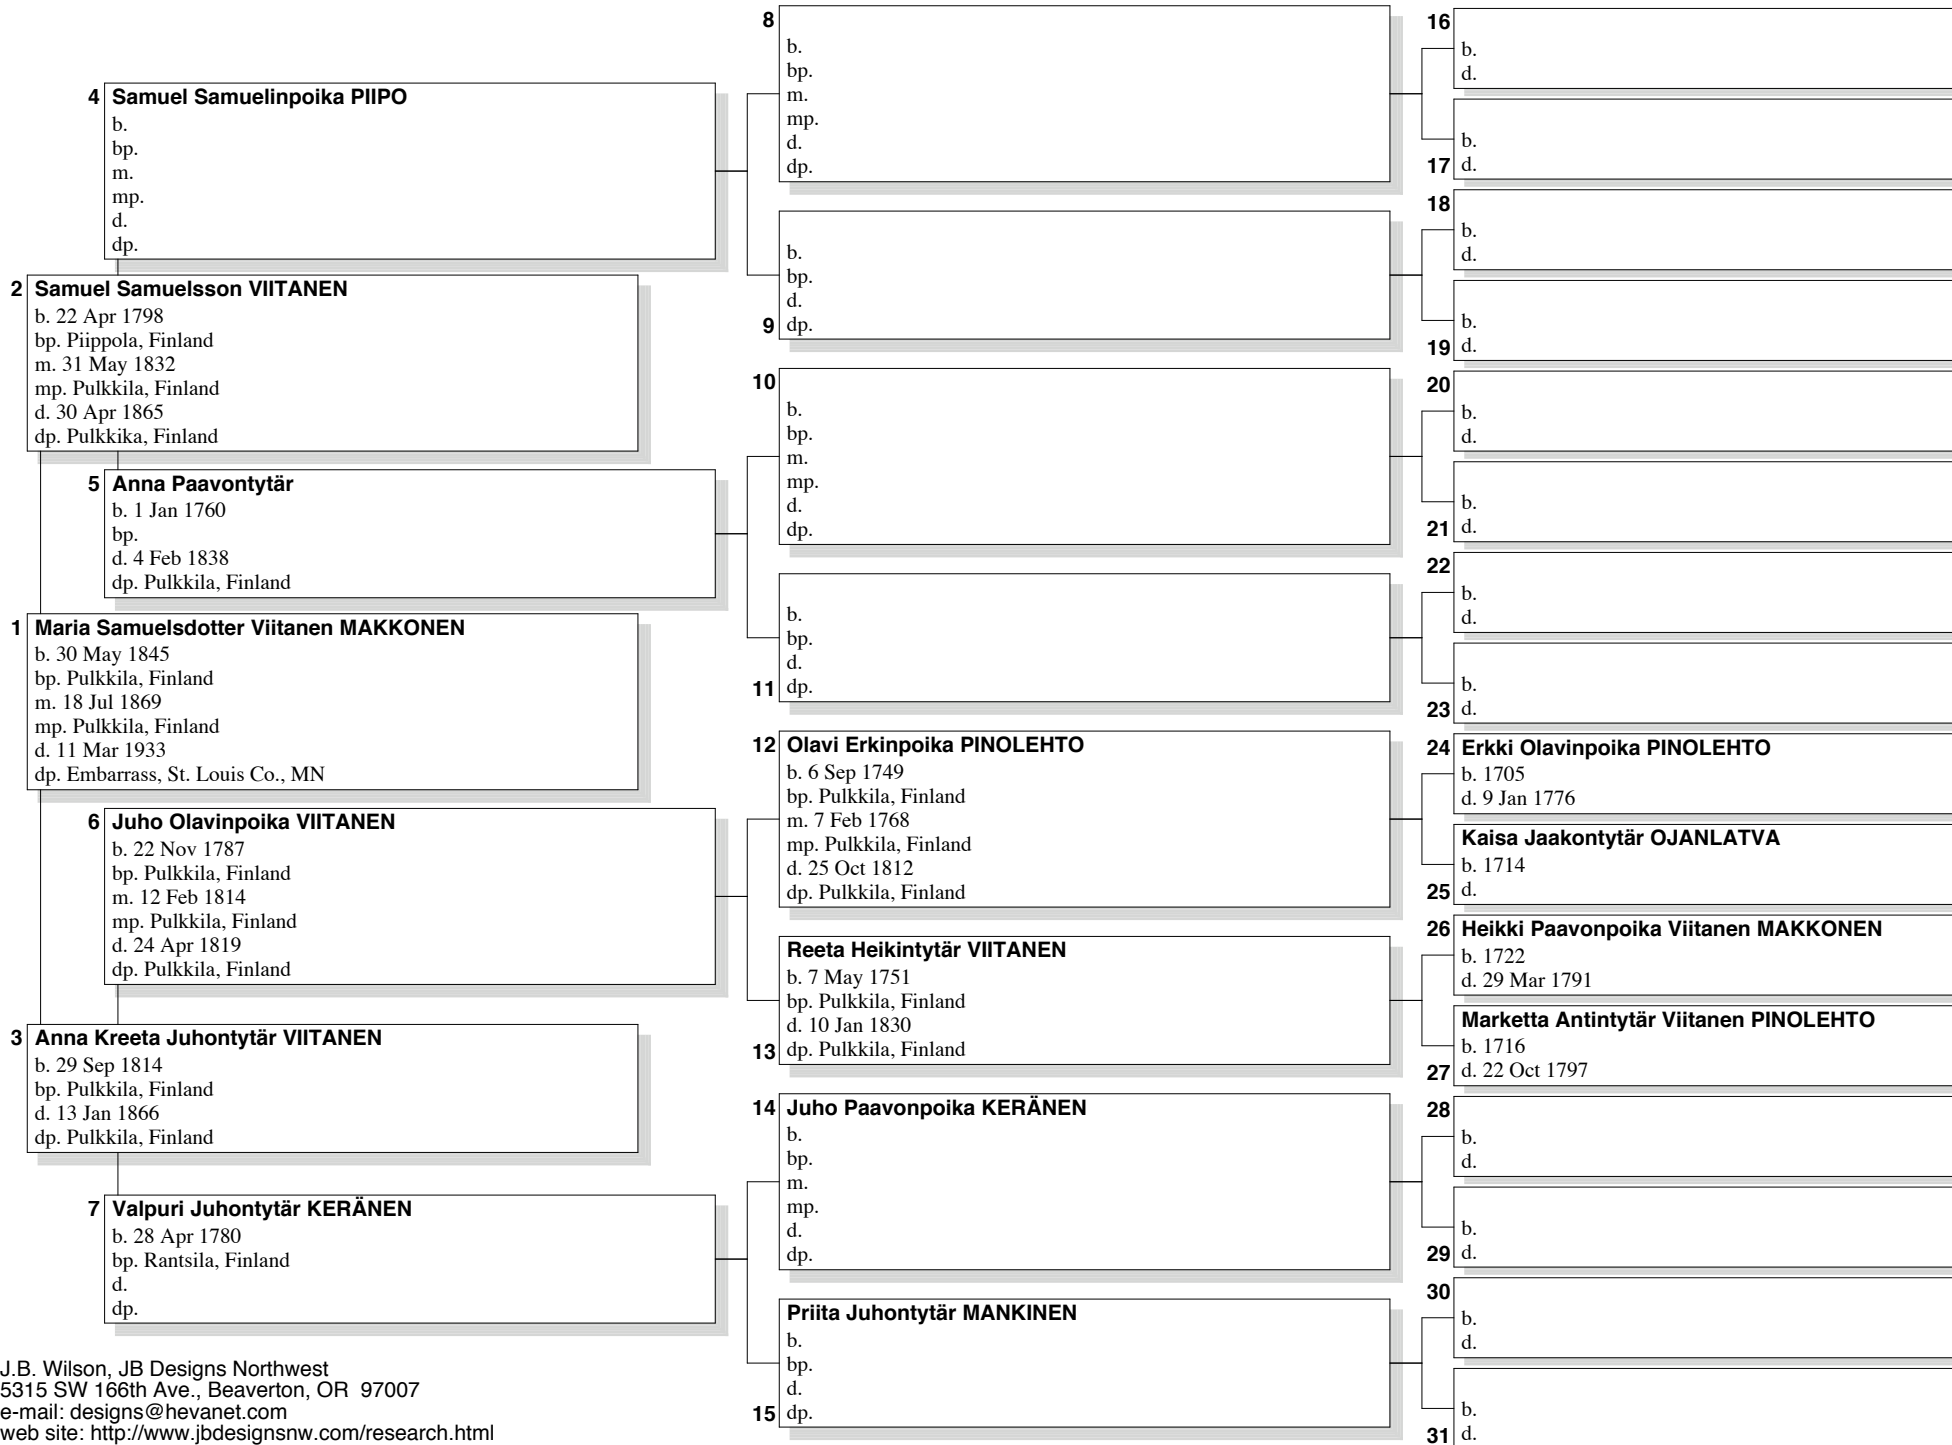 4 Samuel Samuelinpoika PIIPO
b.
bp.
m.
mp.
d.
dp.
2 Samuel Samuelsson VIITANEN
b. 22 Apr 1798
bp. Piippola, Finland
m. 31 May 1832
mp. Pulkkila, Finland
d. 30 Apr 1865
dp. Pulkkika, Finland
5 Anna Paavontytär
b. 1 Jan 1760
bp.
d. 4 Feb 1838
dp. Pulkkila, Finland
1 Maria Samuelsdotter Viitanen MAKKONEN
b. 30 May 1845
bp. Pulkkila, Finland
m. 18 Jul 1869
mp. Pulkkila, Finland
d. 11 Mar 1933
dp. Embarrass, St. Louis Co., MN
6 Juho Olavinpoika VIITANEN
b. 22 Nov 1787
bp. Pulkkila, Finland
m. 12 Feb 1814
mp. Pulkkila, Finland
d. 24 Apr 1819
dp. Pulkkila, Finland
3 Anna Kreeta Juhontytär VIITANEN
b. 29 Sep 1814
bp. Pulkkila, Finland
d. 13 Jan 1866
dp. Pulkkila, Finland
7 Valpuri Juhontytär KERÄNEN
b. 28 Apr 1780
bp. Rantsila, Finland
d.
dp.
J.B. Wilson, JB Designs Northwest
5315 SW 166th Ave., Beaverton, OR 97007
e-mail: designs@hevanet.com
web site: http://www.jbdesignsnw.com/research.html
8
b.
bp.
m.
mp.
d.
dp.
b.
bp.
d.
9 dp.
10
b.
bp.
m.
mp.
d.
dp.
b.
bp.
d.
11 dp.
12 Olavi Erkinpoika PINOLEHTO
b. 6 Sep 1749
bp. Pulkkila, Finland
m. 7 Feb 1768
mp. Pulkkila, Finland
d. 25 Oct 1812
dp. Pulkkila, Finland
Reeta Heikintytär VIITANEN
b. 7 May 1751
bp. Pulkkila, Finland
d. 10 Jan 1830
13 dp. Pulkkila, Finland
14 Juho Paavonpoika KERÄNEN
b.
bp.
m.
mp.
d.
dp.
Priita Juhontytär MANKINEN
b.
bp.
d.
15 dp.
16
b.
d.
b.
17 d.
18
b.
d.
b.
19 d.
20
b.
d.
b.
21 d.
22
b.
d.
b.
23 d.
24 Erkki Olavinpoika PINOLEHTO
b. 1705
d. 9 Jan 1776
Kaisa Jaakontytär OJANLATVA
b. 1714
25 d.
26 Heikki Paavonpoika Viitanen MAKKONEN
b. 1722
d. 29 Mar 1791
Marketta Antintytär Viitanen PINOLEHTO
b. 1716
27 d. 22 Oct 1797
28
b.
d.
b.
29 d.
30
b.
d.
b.
31 d.